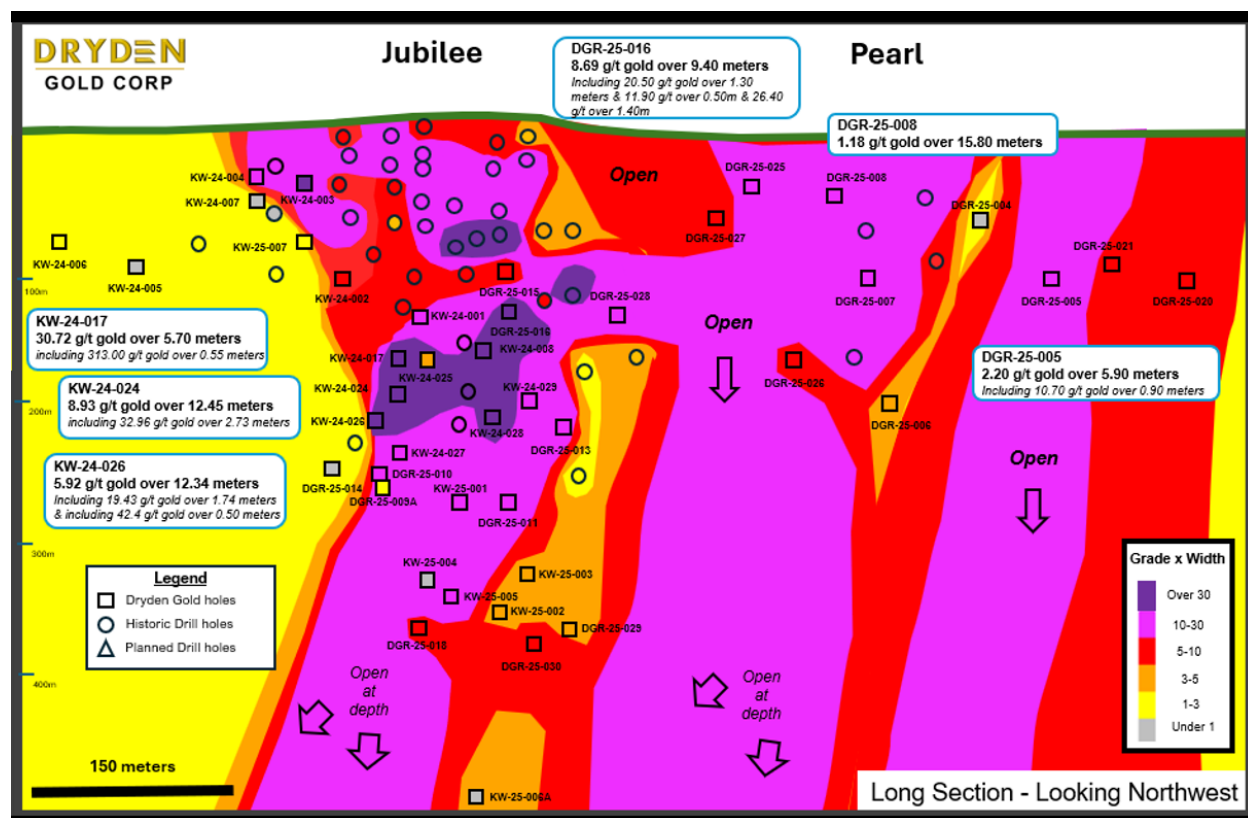 DRYDEN
GOLD CORP
Jubilee
Pearl
DGR-25-016
8.69 g/t gold over 9.40 meters
Including 20.50 g/t gold over 1.30
meters & 11.90 g/t over 0.50m & 26.40
g/t over 1.40m
DGR-25-008
1.18 g/t gold over 15.80 meters
Open
KW-24-004
KW-24-003
KW-24-007
KW-25-007
KW-24-006
KW-24-005
KW-24-002
DGR-25-025
DGR-25-008
DGR-25-004
DGR-25-027
DGR-25-021
DGR-25-015
DGR-25-028
DGR-25-007
DGR-25-005
DGR-25-020
100m
KW-24-017
30.72 g/t gold over 5.70 meters
including 313.00 g/t gold over 0.55 meters
KW-24-001
DGR-25-016
Open
KW-24-008
KW-24-017
KW-24-025
DGR-25-026
DGR-25-005
2.20 g/t gold over 5.90 meters
Including 10.70 g/t gold over 0.90 meters
KW-24-024
8.93 g/t gold over 12.45 meters
including 32.96 g/t gold over 2.73 meters
KW-24-024
KW-24-029
200m
KW-24-026
KW-24-028
DGR-25-006
DGR-25-013
KW-24-026
5.92 g/t gold over 12.34 meters
Including 19.43 g/t gold over 1.74 meters
& including 42.4 g/t gold over 0.50 meters
KW-24-027
Open
DGR-25-010
DGR-25-014
KW-25-001
DGR-25-009A
DGR-25-011
300m
KW-25-004
KW-25-003
KW-25-005
KW-25-002
DGR-25-029
DGR-25-018
DGR-25-030
Legend
Dryden Gold holes
Historic Drill holes
Planned Drill holes
Grade x Width
Over 30
10-30
5-10
3-5
1-3
Under 1
400m
Open
at
depth
Open
at
depth
150 meters
KW-25-006A
Long Section - Looking Northwest